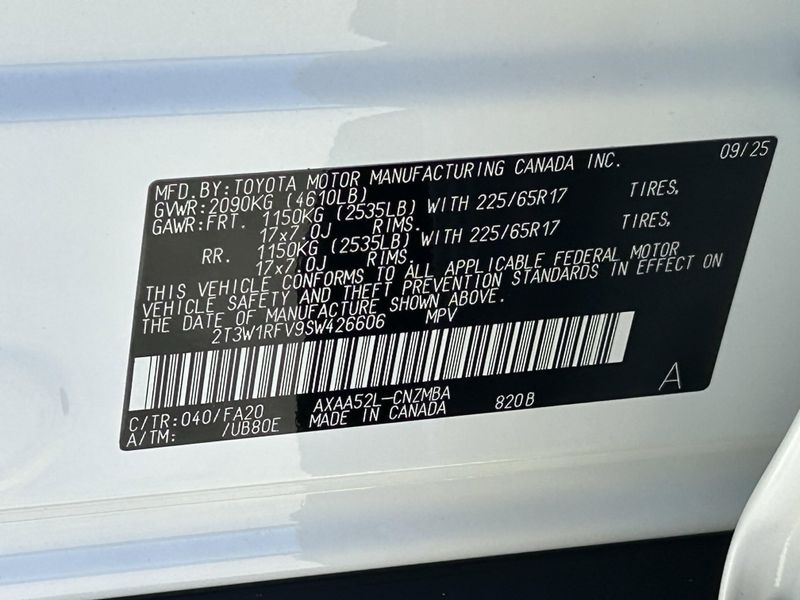 09/25
MFD.BY:TOYOTA MOTOR MANUFACTURING CANADA INC.
GVWR:2090KG (4610LB)
GAWR:FRT. 1150KG (2535LB) WITH 225/65R17 TIRES,
17x7.0J RIMS.
RR. 1150KG (2535LB) WITH 225/65R17 TIRES,
17x7.0J RIMS.
THIS VEHICLE CONFORMS TO ALL APPLICABLE FEDERAL MOTOR
VEHICLE SAFETY AND THEFT PREVENTION STANDARDS IN EFFECT ON
THE DATE OF MANUFACTURE SHOWN ABOVE.
2T3W1RFV9SW426606 MPV
A
C/TR:040/FA20 AXAA52L-CNZMBA 820B
A/TM: /UB80E MADE IN CANADA